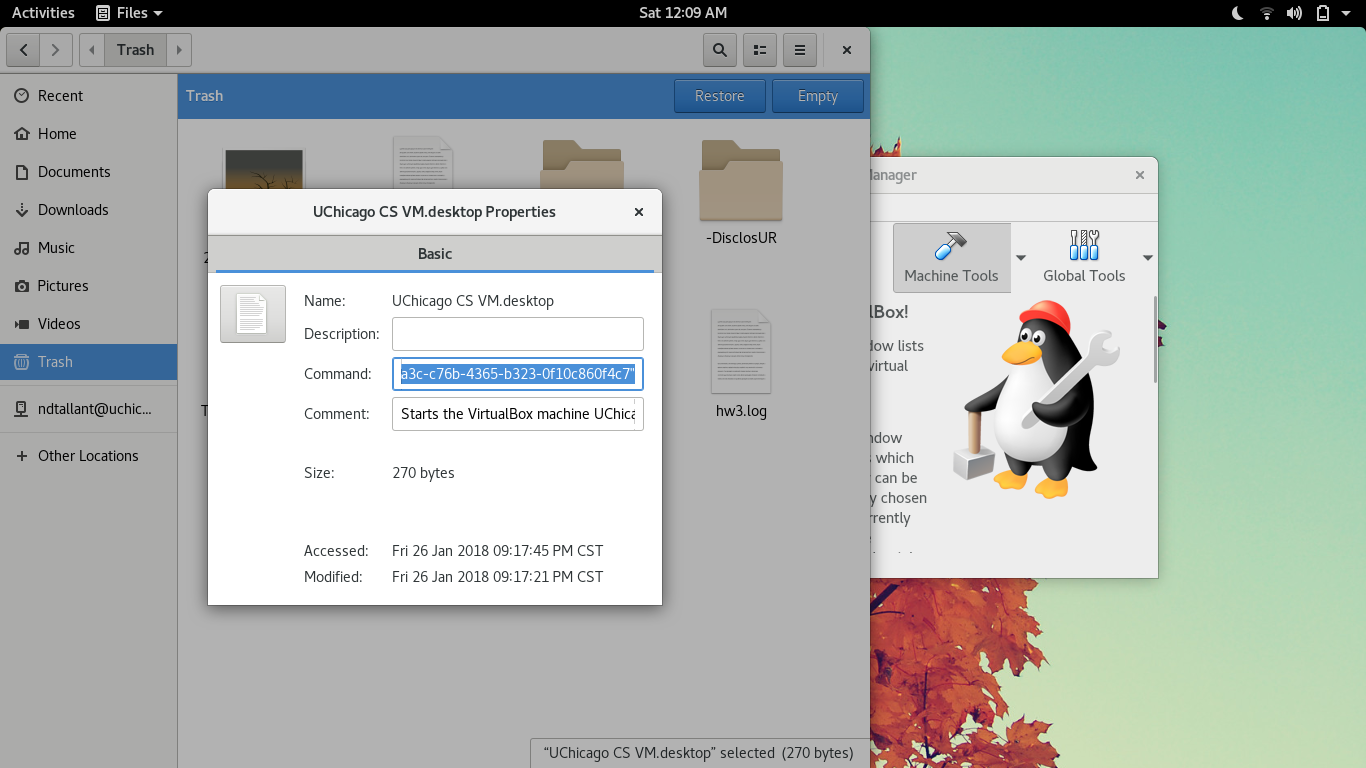 Activities Files Sat 12:09 AM
Trash
Recent
Home
Documents
Downloads
Music
Pictures
Videos
Trash
ndtallant@uchic...
Other Locations
Trash Restore Empty
-DisclosUR
hw3.log
UChicago CS VM.desktop Properties
Basic
Name: UChicago CS VM.desktop
Description:
Command: a3c-c76b-4365-b323-0f10c860f4c7"
Comment: Starts the VirtualBox machine UChica
Size: 270 bytes
Accessed: Fri 26 Jan 2018 09:17:45 PM CST
Modified: Fri 26 Jan 2018 09:17:21 PM CST
"UChicago CS VM.desktop" selected (270 bytes)
Manager
Machine Tools Global Tools
lBox!
dow lists
virtual
ndow
s which
can be
y chosen
rrently